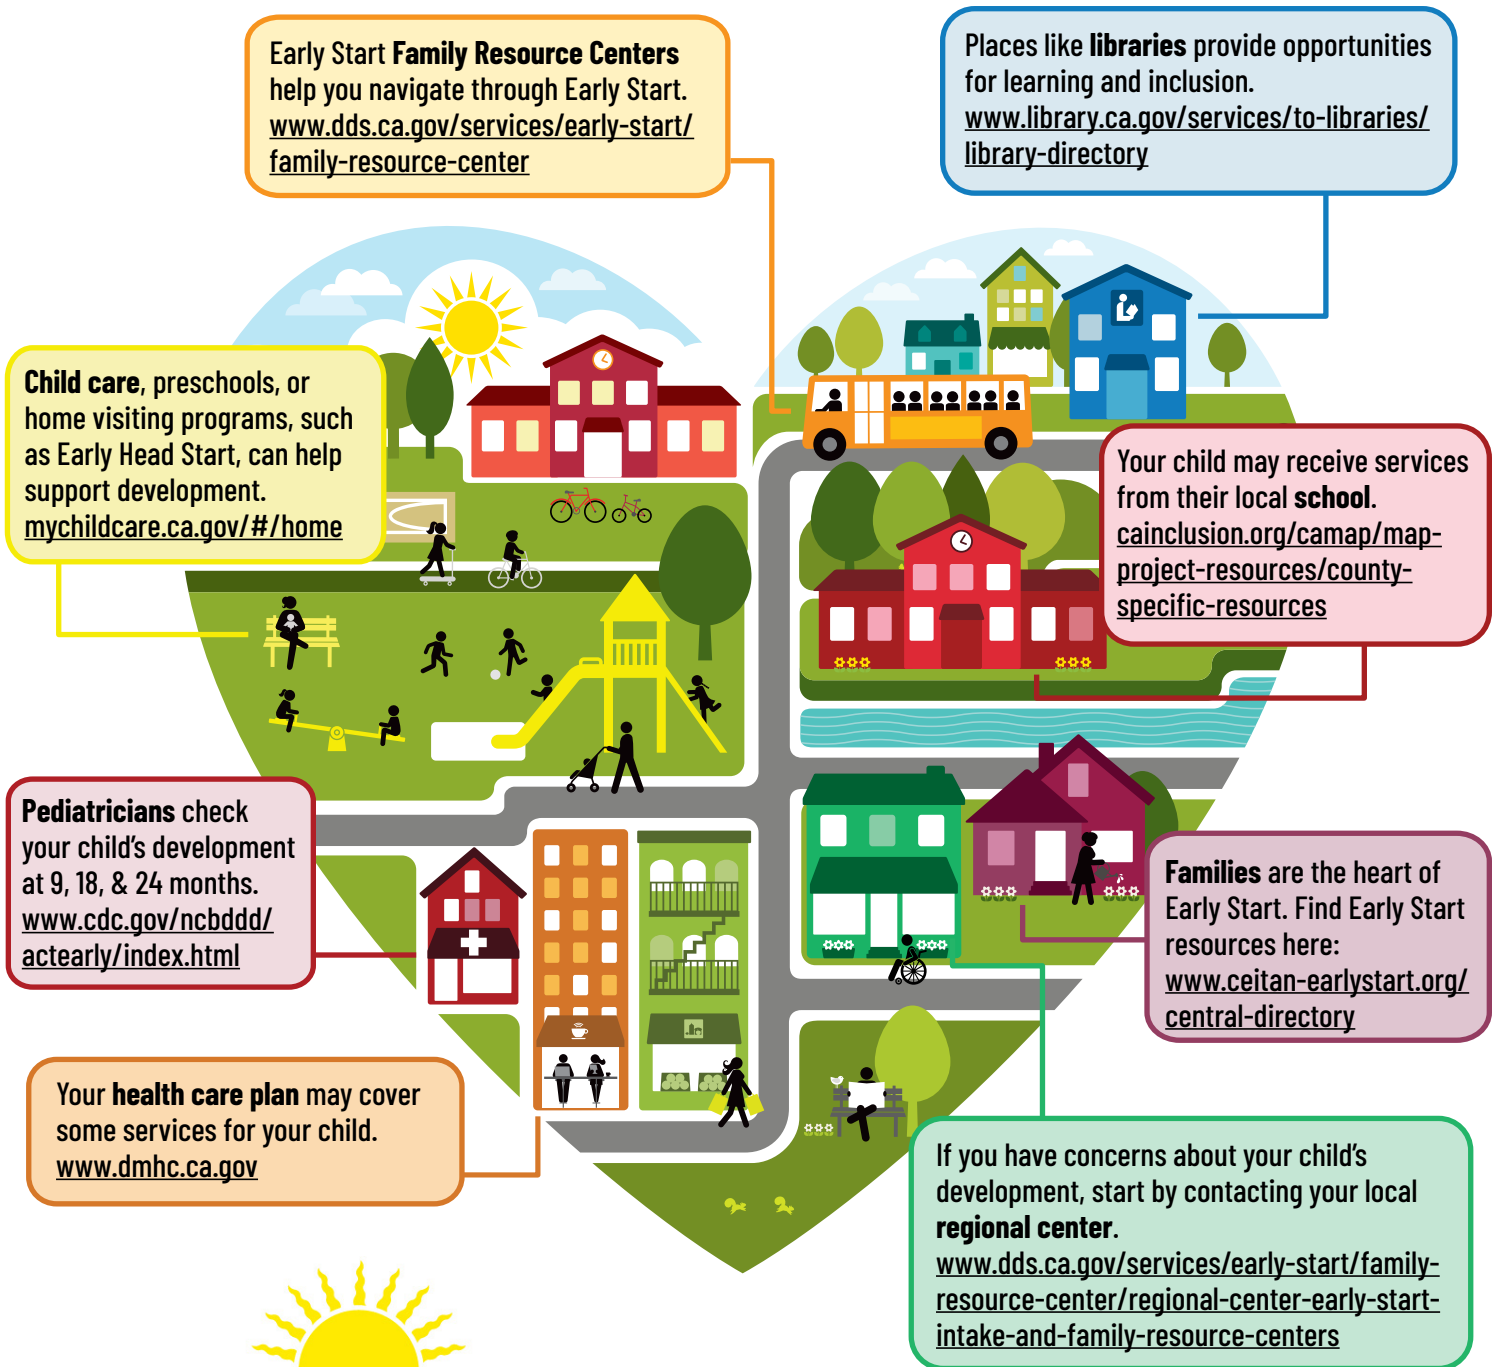 Early Start Family Resource Centers
help you navigate through Early Start.
www.dds.ca.gov/services/early-start/
family-resource-center
Places like libraries provide opportunities
for learning and inclusion.
www.library.ca.gov/services/to-libraries/
library-directory
Child care, preschools, or
home visiting programs, such
as Early Head Start, can help
support development.
mychildcare.ca.gov/#/home
Your child may receive services
from their local school.
cainclusion.org/camap/map-
project-resources/county-
specific-resources
Pediatricians check
your child's development
at 9, 18, & 24 months.
www.cdc.gov/ncbddd/
actearly/index.html
Families are the heart of
Early Start. Find Early Start
resources here:
www.ceitan-earlystart.org/
central-directory
Your health care plan may cover
some services for your child.
www.dmhc.ca.gov
If you have concerns about your child's
development, start by contacting your local
regional center.
www.dds.ca.gov/services/early-start/family-
resource-center/regional-center-early-start-
intake-and-family-resource-centers